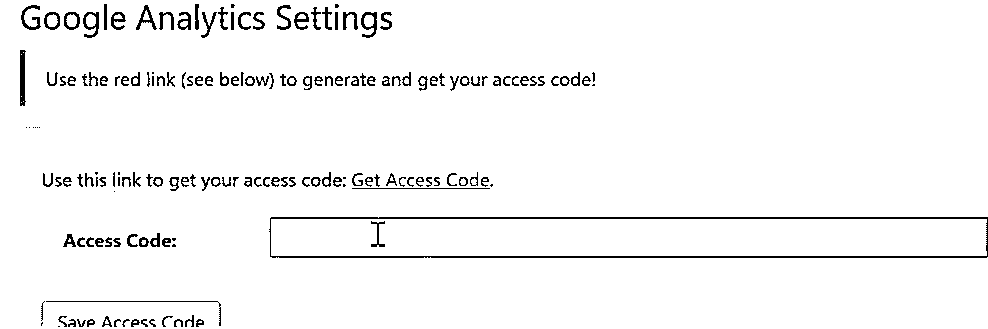 Google Analytics Settings
Use the red link (see below) to generate and get your access code!
Use this link to get your access code: Get Access Code.
Access Code:
Save Access Code